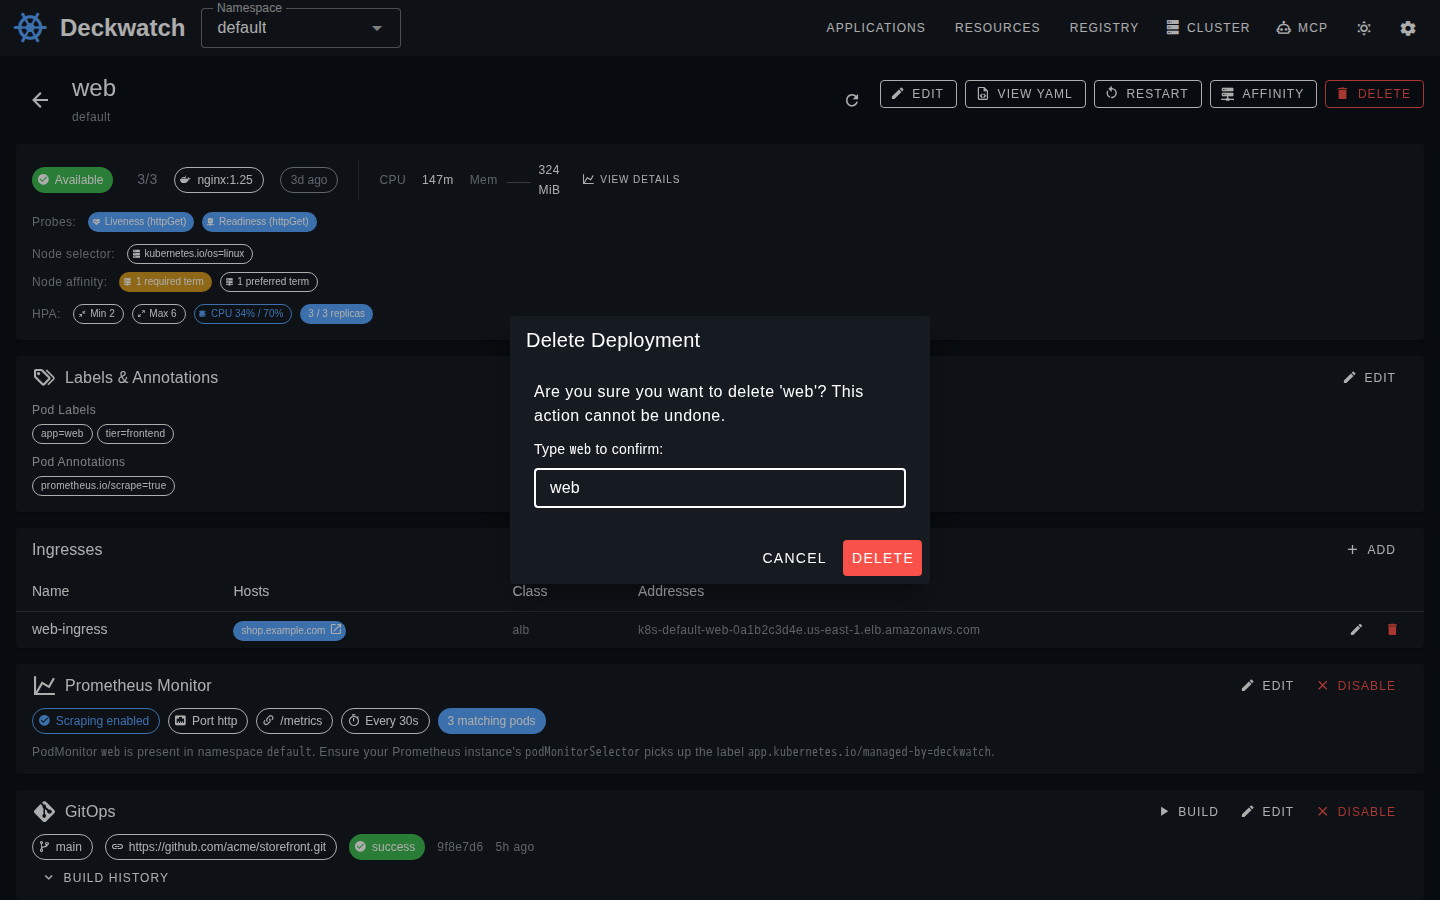 Deckwatch
Namespace
default
APPLICATIONS
RESOURCES
REGISTRY
CLUSTER
MCP
web
default
EDIT
VIEW YAML
RESTART
AFFINITY
DELETE
Available
3/3
nginx:1.25
3d ago
CPU 147m
Mem
324 MiB
VIEW DETAILS
Probes: Liveness (httpGet) Readiness (httpGet)
Node selector: kubernetes.io/os=linux
Node affinity: 1 required term 1 preferred term
HPA: Min 2 Max 6 CPU 34% / 70% 3 / 3 replicas
Labels & Annotations
EDIT
Pod Labels
app=web tier=frontend
Pod Annotations
prometheus.io/scrape=true
Delete Deployment
Are you sure you want to delete 'web'? This
action cannot be undone.
Type web to confirm:
web
CANCEL
DELETE
Ingresses
ADD
Name Hosts Class Addresses
web-ingress shop.example.com alb k8s-default-web-0a1b2c3d4e.us-east-1.elb.amazonaws.com
Prometheus Monitor
EDIT
DISABLE
Scraping enabled Port http /metrics Every 30s 3 matching pods
PodMonitor web is present in namespace default. Ensure your Prometheus instance's podMonitorSelector picks up the label app.kubernetes.io/managed-by=deckwatch.
GitOps
BUILD
EDIT
DISABLE
main https://github.com/acme/storefront.git success 9f8e7d6 5h ago
BUILD HISTORY